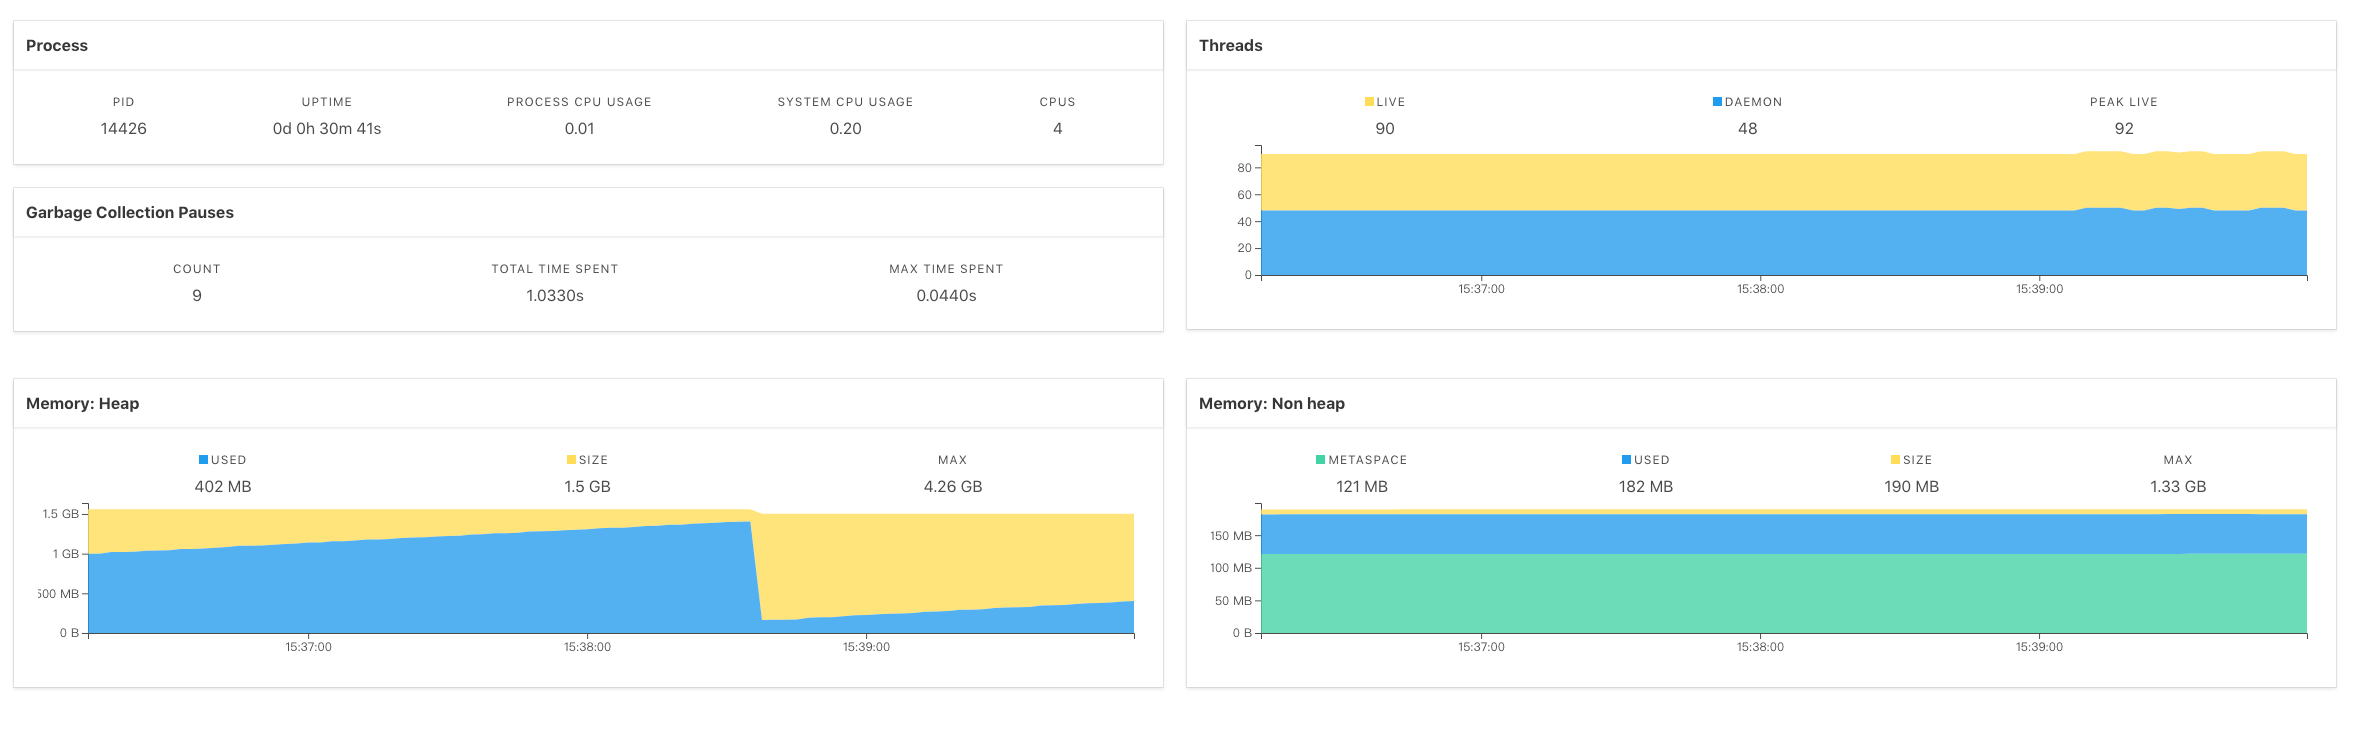 Process
PID UPTIME PROCESS CPU USAGE SYSTEM CPU USAGE CPUS
14426 0d 0h 30m 41s 0.01 0.20 4
Garbage Collection Pauses
COUNT TOTAL TIME SPENT MAX TIME SPENT
9 1.0330s 0.0440s
Threads
LIVE DAEMON PEAK LIVE
90 48 92
80
60
40
20
0
15:37:00 15:38:00 15:39:00
Memory: Heap
USED SIZE MAX
402 MB 1.5 GB 4.26 GB
1.5 GB
1 GB
500 MB
0 B
15:37:00 15:38:00 15:39:00
Memory: Non heap
METASPACE USED SIZE MAX
121 MB 182 MB 190 MB 1.33 GB
150 MB
100 MB
50 MB
0 B
15:37:00 15:38:00 15:39:00